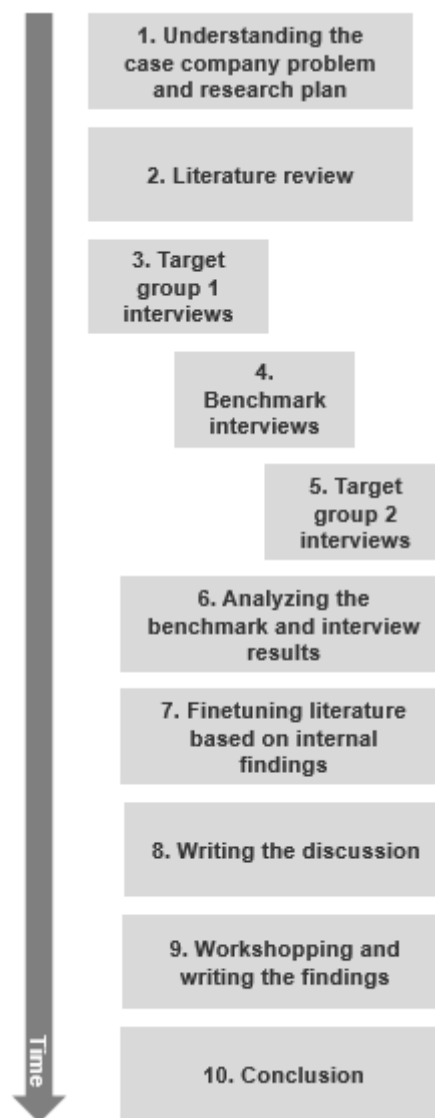 1. Understanding the
case company problem
and research plan
2. Literature review
3. Target
group 1
interviews
4.
Benchmark
interviews
5. Target
group 2
interviews
6. Analyzing the
benchmark and interview
results
7. Finetuning literature
based on internal
findings
8. Writing the discussion
9. Workshopping and
writing the findings
10. Conclusion
Time